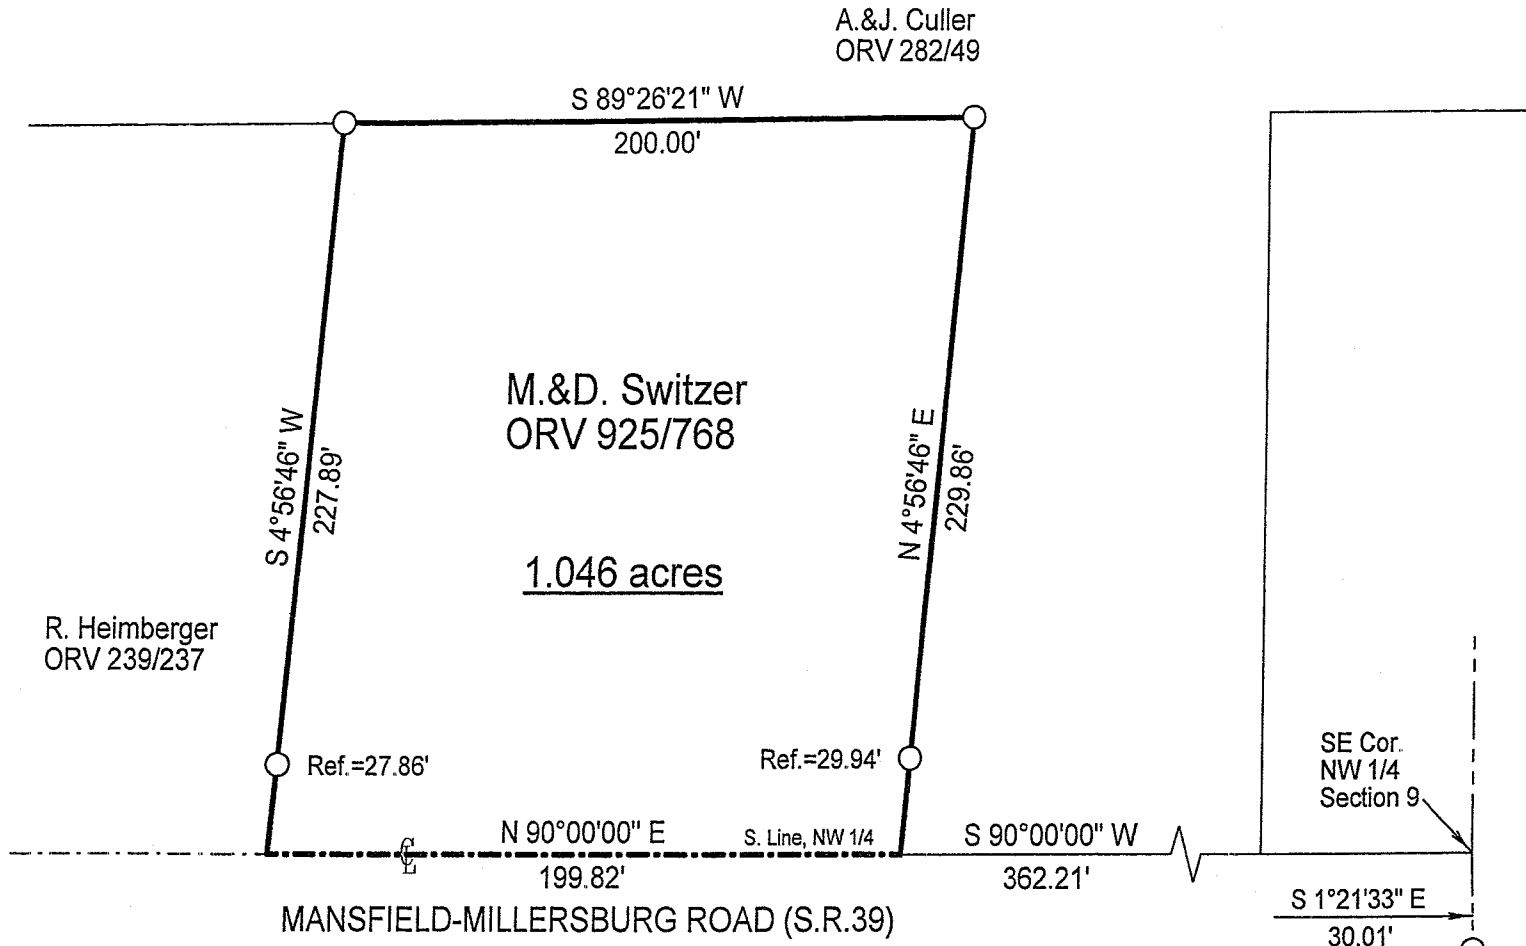 A.&J. Culler
ORV 282/49
S 89°26'21" W
200.00'
M.&D. Switzer
ORV 925/768
1.046 acres
S 4°56'46" W
227.89'
N 4°56'46" E
229.86'
R. Heimberger
ORV 239/237
Ref.=27.86'
Ref.=29.94'
SE Cor.
NW 1/4
Section 9
N 90°00'00" E
S. Line, NW 1/4
S 90°00'00" W
CL
199.82'
362.21'
MANSFIELD-MILLERSBURG ROAD (S.R.39)
S 1°21'33" E
30.01'